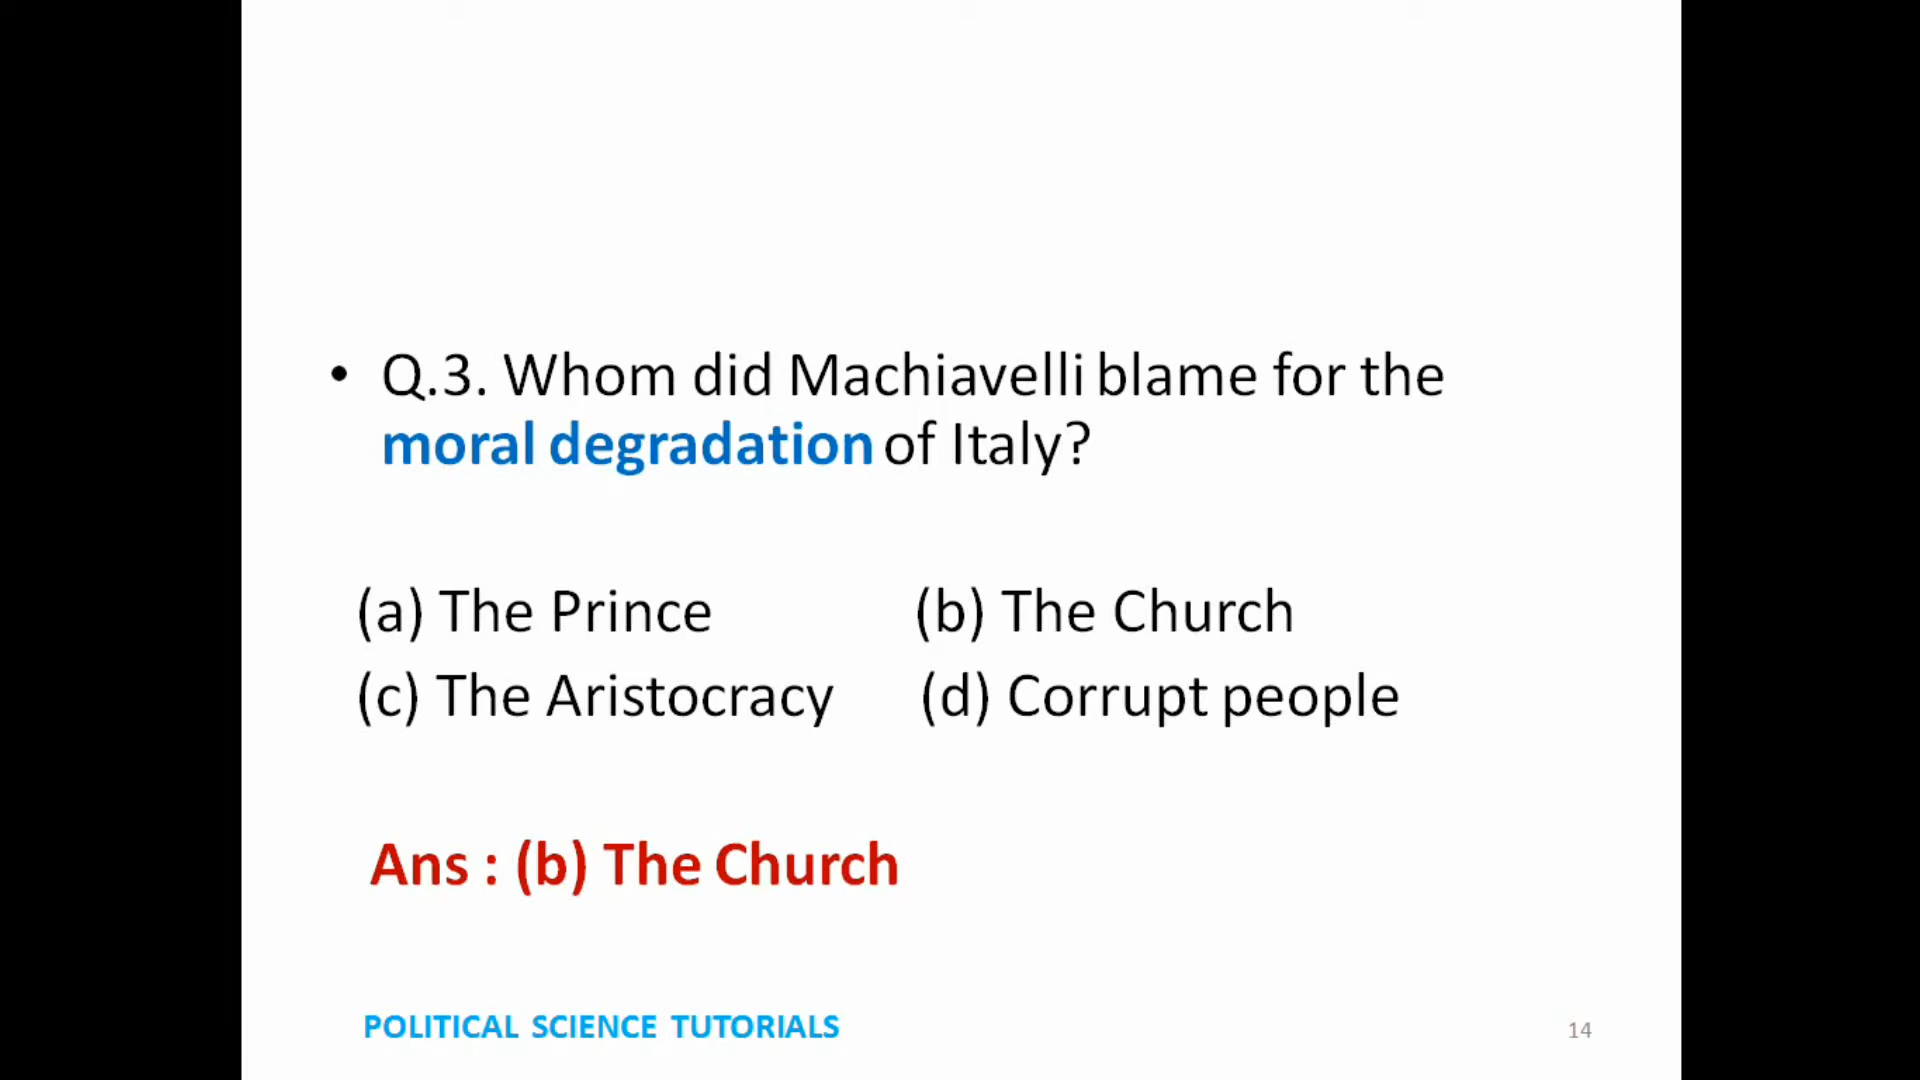 • Q.3. Whom did Machiavelli blame for the
moral degradation of Italy?
(a) The Prince (b) The Church
(c) The Aristocracy (d) Corrupt people
Ans : (b) The Church
POLITICAL SCIENCE TUTORIALS 14